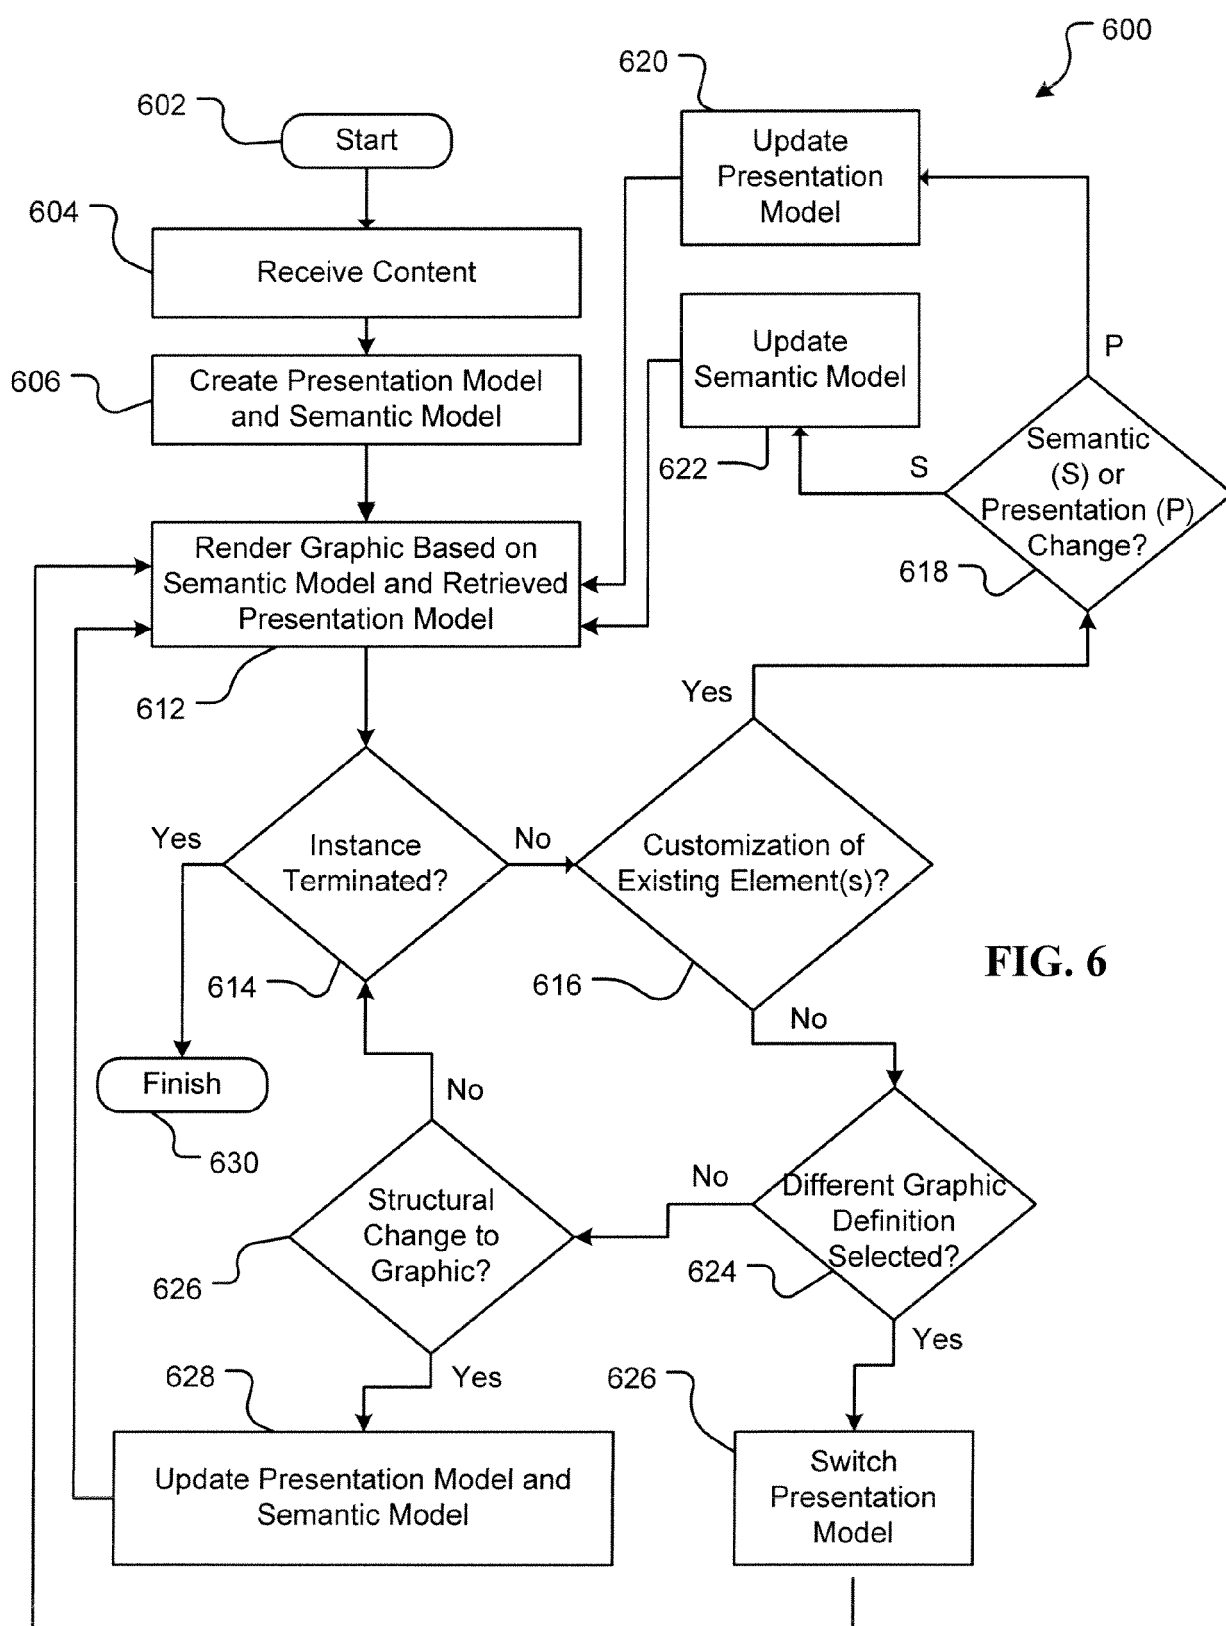 600
620
602
Start
Update
Presentation
Model
604
Receive Content
Update
Semantic Model
P
606
Create Presentation Model
and Semantic Model
622
S
Semantic
(S) or
Presentation (P)
Change?
618
Render Graphic Based on
Semantic Model and Retrieved
Presentation Model
612
Yes
Yes
Instance
Terminated?
No
Customization of
Existing Element(s)?
FIG. 6
614
616
No
Finish
No
630
Structural
Change to
Graphic?
626
No
Different Graphic
Definition
Selected?
624
Yes
Yes
628
626
Update Presentation Model and
Semantic Model
Switch
Presentation
Model